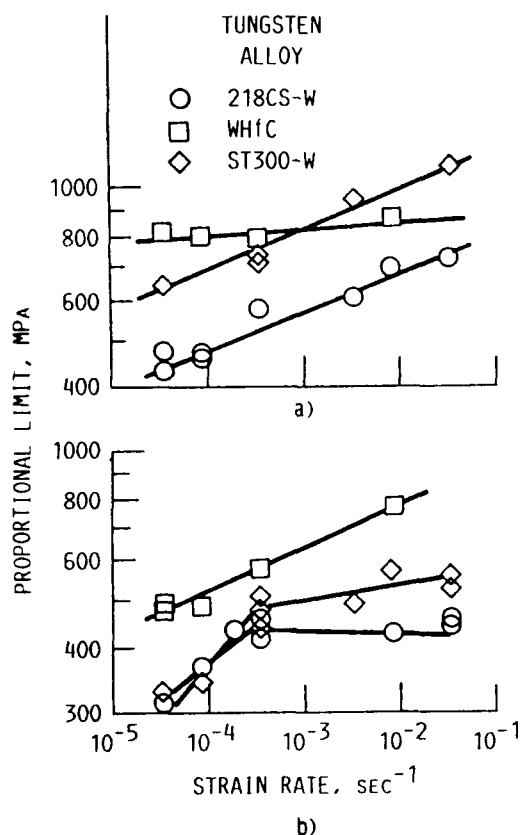 TUNGSTEN
ALLOY
218CS-W
WHfC
ST300-W
1000
800
600
400
a)
PROPORTIONAL LIMIT, MPA
1000
800
600
400
300
10⁻⁵ 10⁻⁴ 10⁻³ 10⁻² 10⁻¹
STRAIN RATE, SEC⁻¹
b)